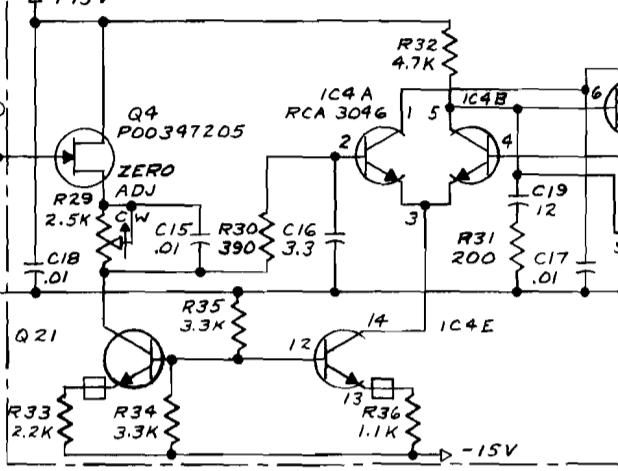 R32
4.7K
IC4A
RCA 3046
1
5
IC4B
6
Q4
P00347205
2
4
ZERO
ADJ
R29
2.5K
CW
C15
.01
R30
390
C16
3.3
3
C19
12
R31
200
C17
.01
C18
.01
R35
3.3K
Q21
12
14
IC4E
13
R33
2.2K
R34
3.3K
R36
1.1K
-15V